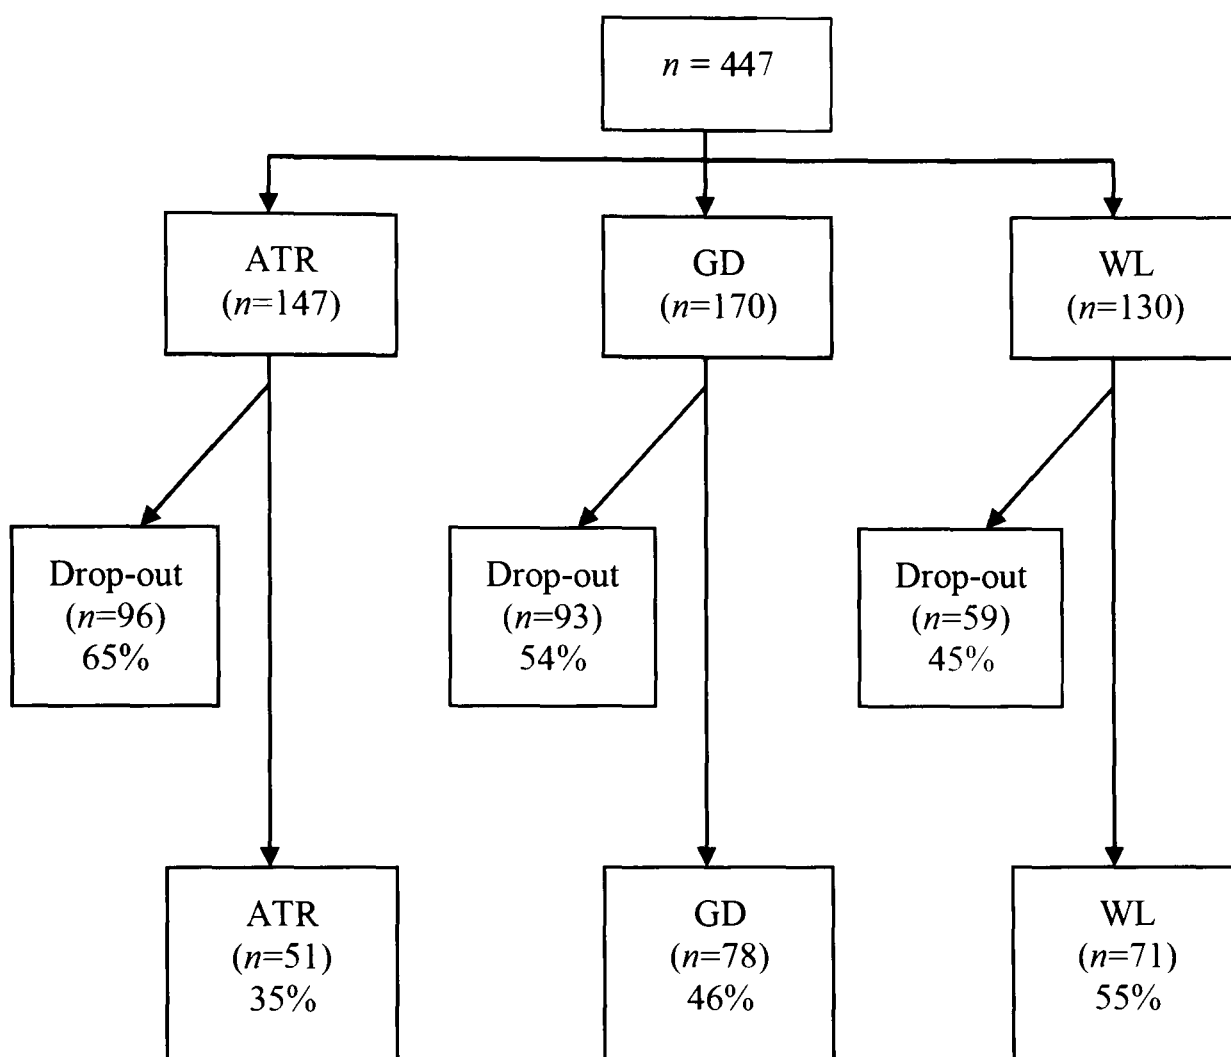 n = 447
ATR
(n=147)
GD
(n=170)
WL
(n=130)
Drop-out
(n=96)
65%
Drop-out
(n=93)
54%
Drop-out
(n=59)
45%
ATR
(n=51)
35%
GD
(n=78)
46%
WL
(n=71)
55%